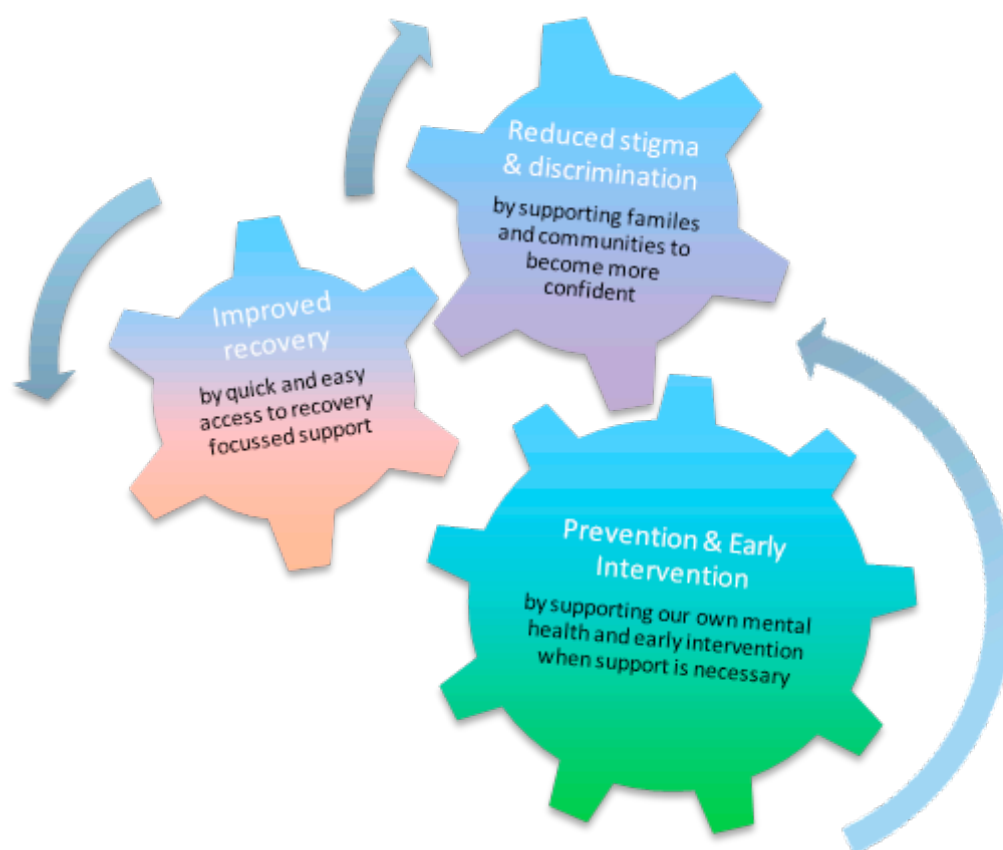 Reduced stigma
& discrimination
by supporting familes
and communities to
become more
confident
Improved
recovery
by quick and easy
access to recovery
focussed support
Prevention & Early
Intervention
by supporting our own mental
health and early intervention
when support is necessary